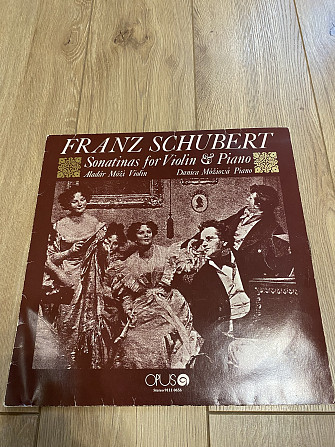 FRANZ SCHUBERT
Sonatinas for Violin & Piano
Aladár Móži Violin Danica Móžiová Piano
OPUS
Stereo 9111 0656